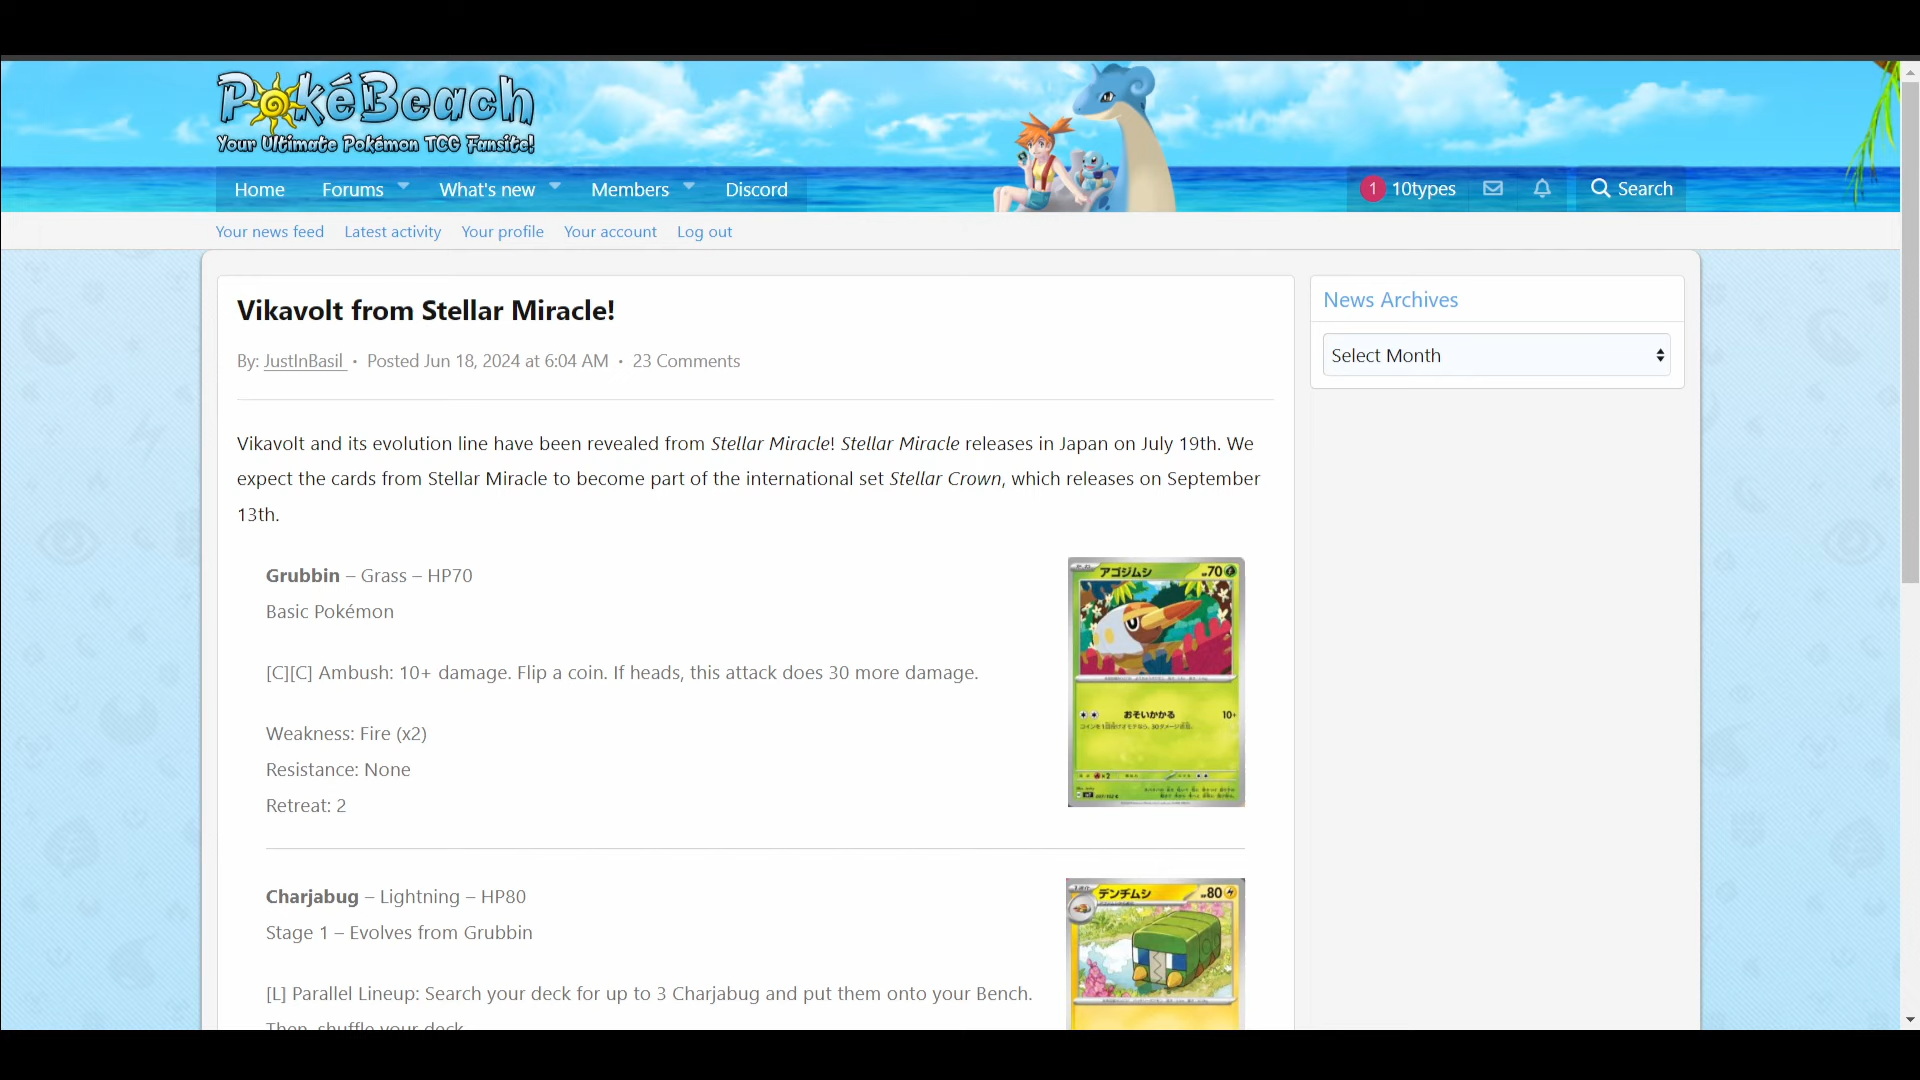 PokéBeach
Your Ultimate Pokémon TCG Fansite!
Home
Forums
What's new
Members
Discord
1 10types
Search
Your news feed
Latest activity
Your profile
Your account
Log out
Vikavolt from Stellar Miracle!
By: JustInBasil · Posted Jun 18, 2024 at 6:04 AM · 23 Comments
News Archives
Select Month
Vikavolt and its evolution line have been revealed from Stellar Miracle! Stellar Miracle releases in Japan on July 19th. We
expect the cards from Stellar Miracle to become part of the international set Stellar Crown, which releases on September
13th.
Grubbin – Grass – HP70
Basic Pokémon
[C][C] Ambush: 10+ damage. Flip a coin. If heads, this attack does 30 more damage.
Weakness: Fire (x2)
Resistance: None
Retreat: 2
アゴジムシ
HP70
おそいかかる 10+
Charjabug – Lightning – HP80
Stage 1 – Evolves from Grubbin
[L] Parallel Lineup: Search your deck for up to 3 Charjabug and put them onto your Bench.
Then, shuffle your deck.
デンヂムシ
HP80